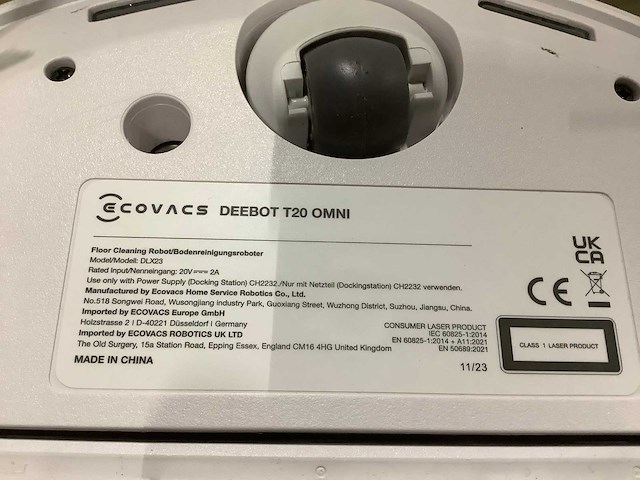 ECOVACS DEEBOT T20 OMNI
Floor Cleaning Robot/Bodenreinigungsroboter
Model/Modell: DLX23
Rated Input/Nenneingang: 20V⎓ 2A
Use only with Power Supply (Docking Station) CH2232./Nur mit Netzteil (Dockingstation) CH2232 verwenden.
Manufactured by Ecovacs Home Service Robotics Co., Ltd.
No.518 Songwei Road, Wusongjiang industry Park, Guoxiang Street, Wuzhong District, Suzhou, Jiangsu, China.
Imported by ECOVACS Europe GmbH
Holzstrasse 2 I D-40221 Düsseldorf I Germany
Imported by ECOVACS ROBOTICS UK LTD
The Old Surgery, 15a Station Road, Epping Essex, England CM16 4HG United Kingdom
MADE IN CHINA
UK
CA
CE
CONSUMER LASER PRODUCT
IEC 60825-1:2014
EN 60825-1:2014 + A11:2021
EN 50689:2021
11/23
CLASS 1 LASER PRODUCT